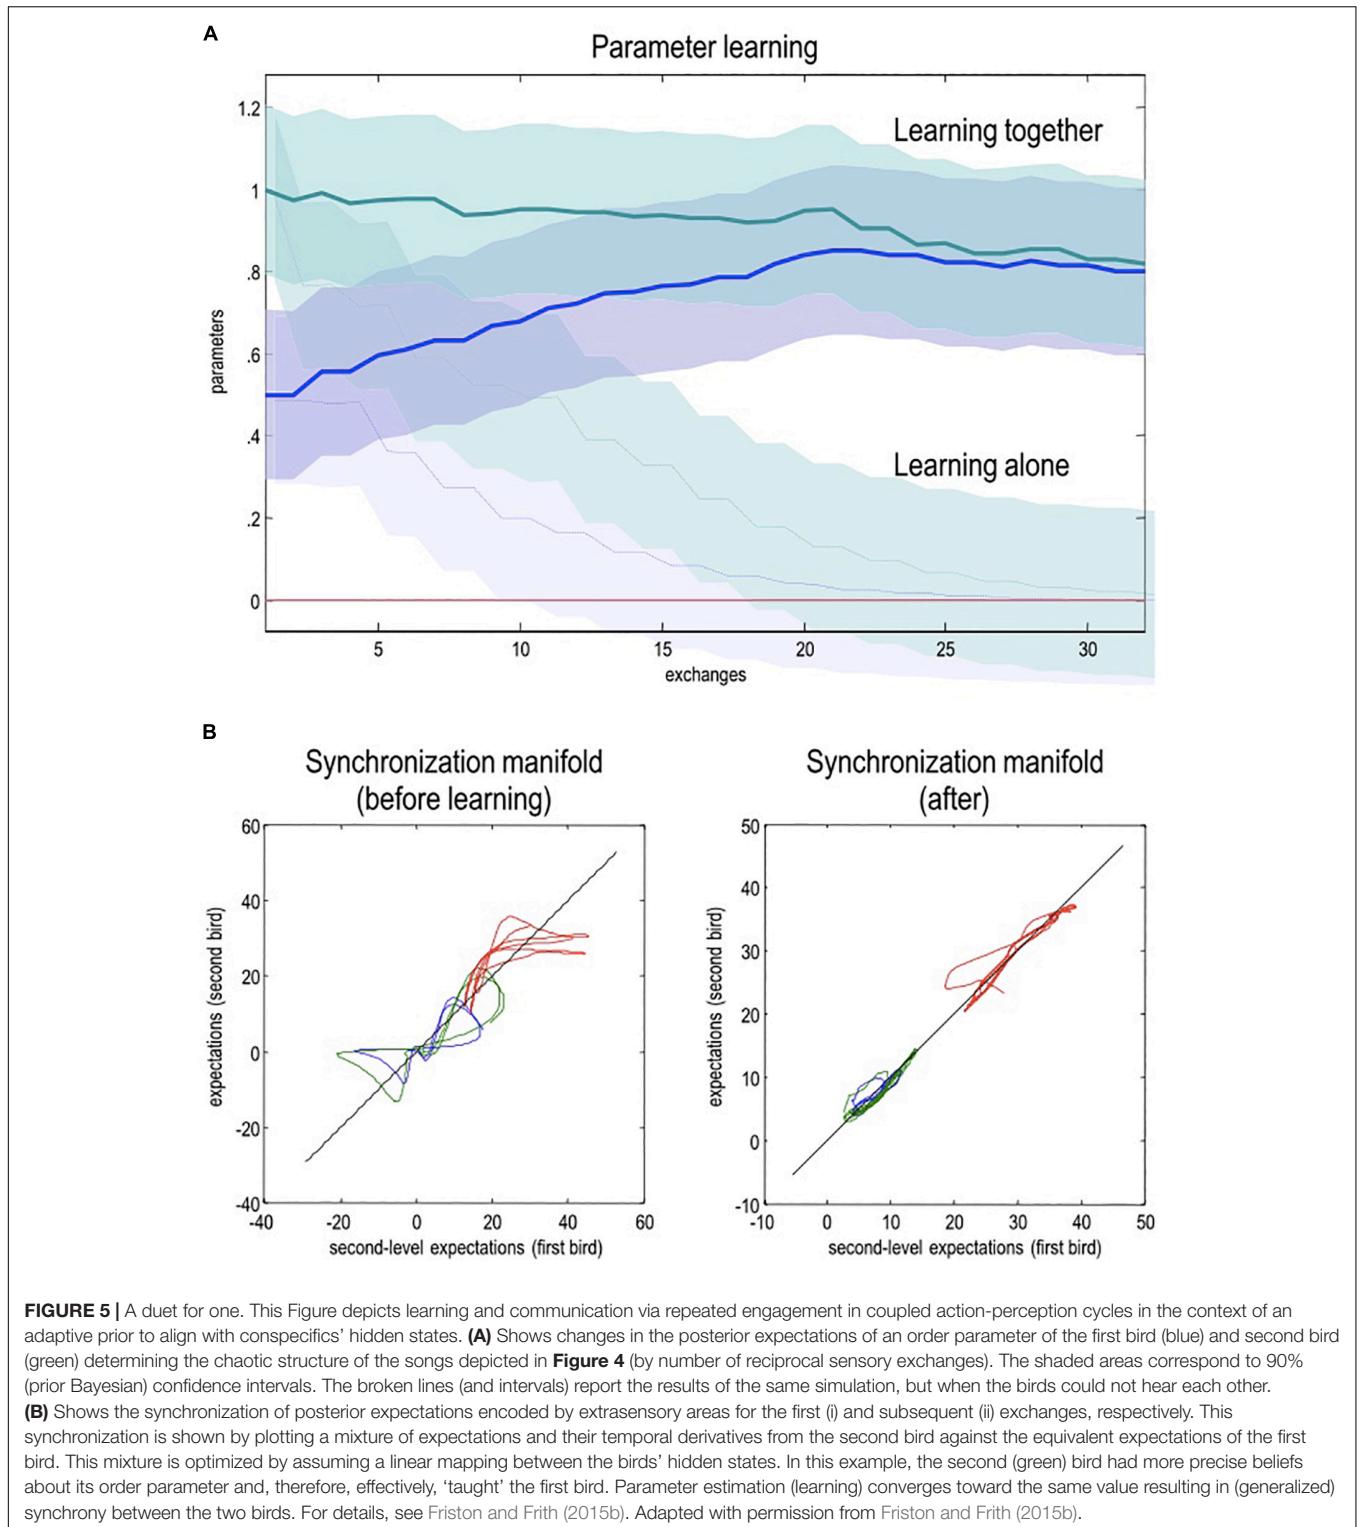 A
Parameter learning
1.2
1
.8
.6
.4
.2
0
parameters
Learning together
Learning alone
5 10 15 20 25 30
exchanges
B
Synchronization manifold
(before learning)
60
40
20
0
-20
-40
expectations (second bird)
-40 -20 0 20 40 60
second-level expectations (first bird)
Synchronization manifold
(after)
50
40
30
20
10
0
-10
expectations (second bird)
-10 0 10 20 30 40 50
second-level expectations (first bird)
FIGURE 5 | A duet for one. This Figure depicts learning and communication via repeated engagement in coupled action-perception cycles in the context of an
adaptive prior to align with conspecifics' hidden states. (A) Shows changes in the posterior expectations of an order parameter of the first bird (blue) and second bird
(green) determining the chaotic structure of the songs depicted in Figure 4 (by number of reciprocal sensory exchanges). The shaded areas correspond to 90%
(prior Bayesian) confidence intervals. The broken lines (and intervals) report the results of the same simulation, but when the birds could not hear each other.
(B) Shows the synchronization of posterior expectations encoded by extrasensory areas for the first (i) and subsequent (ii) exchanges, respectively. This
synchronization is shown by plotting a mixture of expectations and their temporal derivatives from the second bird against the equivalent expectations of the first
bird. This mixture is optimized by assuming a linear mapping between the birds' hidden states. In this example, the second (green) bird had more precise beliefs
about its order parameter and, therefore, effectively, 'taught' the first bird. Parameter estimation (learning) converges toward the same value resulting in (generalized)
synchrony between the two birds. For details, see Friston and Frith (2015b). Adapted with permission from Friston and Frith (2015b).